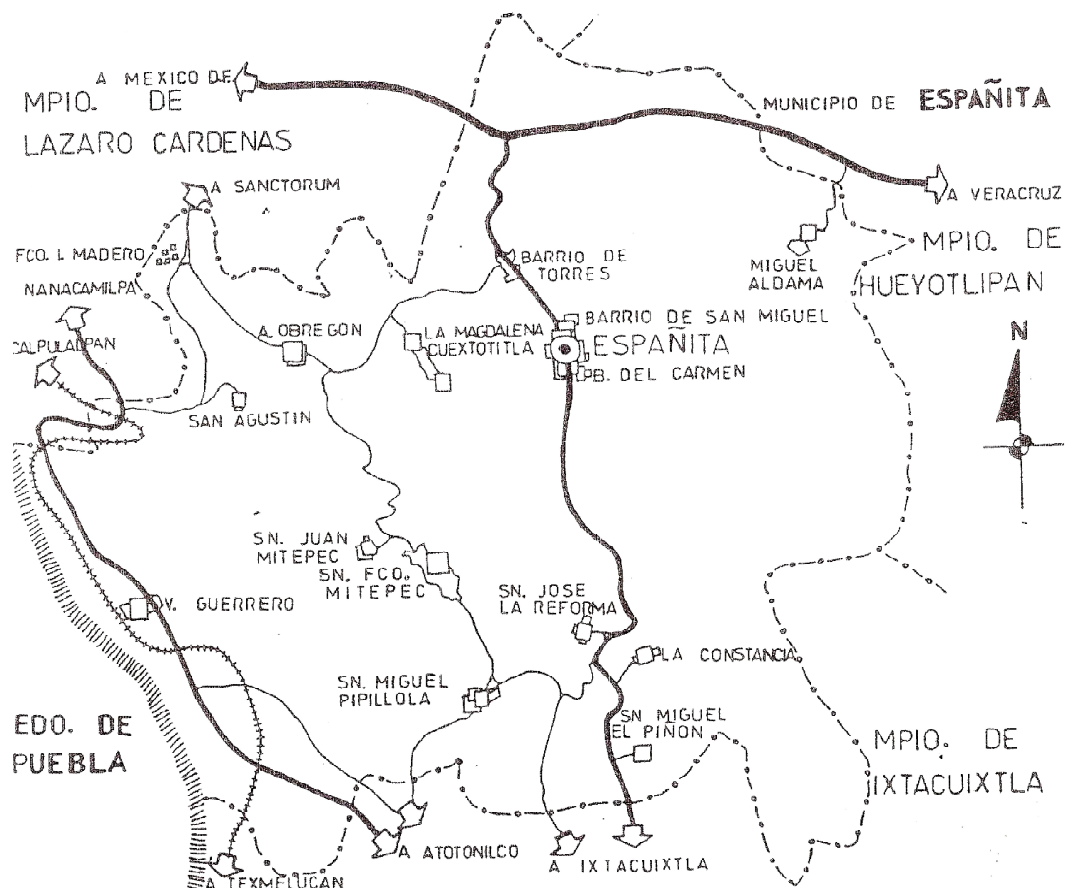 A MEXICO D.F.
MPIO. DE
LAZARO CARDENAS
MUNICIPIO DE ESPAÑITA
A SANCTORUM
A VERACRUZ
FCO. I. MADERO
BARRIO DE
TORRES
MPIO. DE
HUEYOTLIPAN
MIGUEL
ALDAMA
NANACAMILPA
A. OBREGON
LA MAGDALENA
CUEXTOTITLA
BARRIO DE SAN MIGUEL
ESPAÑITA
B. DEL CARMEN
CALPULALPAN
N
SAN AGUSTIN
SN. JUAN
MITEPEC
SN. FCO.
MITEPEC
SN. JOSE
LA REFORMA
V. GUERRERO
LA CONSTANCIA
SN. MIGUEL
PIPILLOLA
SN MIGUEL
EL PIÑON
EDO. DE
PUEBLA
MPIO. DE
IXTACUIXTLA
A ATOTONILCO
A IXTACUIXTLA
A TEXMELUCAN